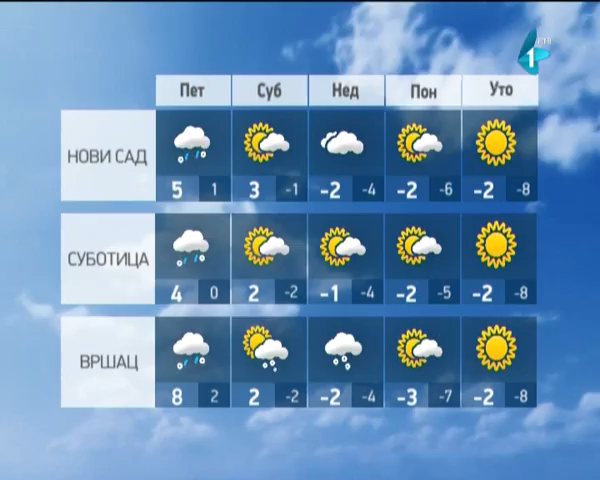 РТВ
1
Пет Суб Нед Пон Уто
НОВИ САД 5 1 3 -1 -2 -4 -2 -6 -2 -8
СУБОТИЦА 4 0 2 -2 -1 -4 -2 -5 -2 -8
ВРШАЦ 8 2 2 -2 -2 -4 -3 -7 -2 -8